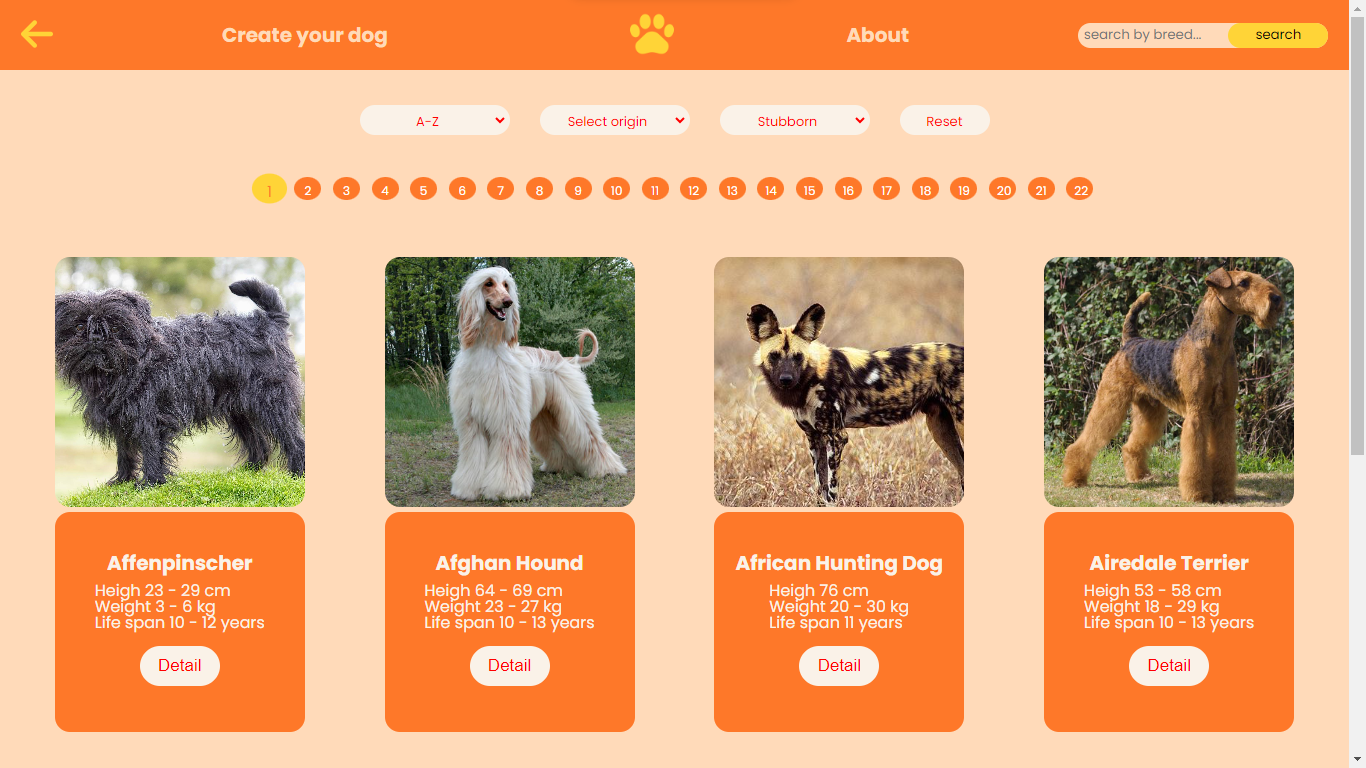 Create your dog
About
search by breed...
search
A-Z
Select origin
Stubborn
Reset
1 2 3 4 5 6 7 8 9 10 11 12 13 14 15 16 17 18 19 20 21 22
Affenpinscher
Heigh 23 - 29 cm
Weight 3 - 6 kg
Life span 10 - 12 years
Detail
Afghan Hound
Heigh 64 - 69 cm
Weight 23 - 27 kg
Life span 10 - 13 years
Detail
African Hunting Dog
Heigh 76 cm
Weight 20 - 30 kg
Life span 11 years
Detail
Airedale Terrier
Heigh 53 - 58 cm
Weight 18 - 29 kg
Life span 10 - 13 years
Detail